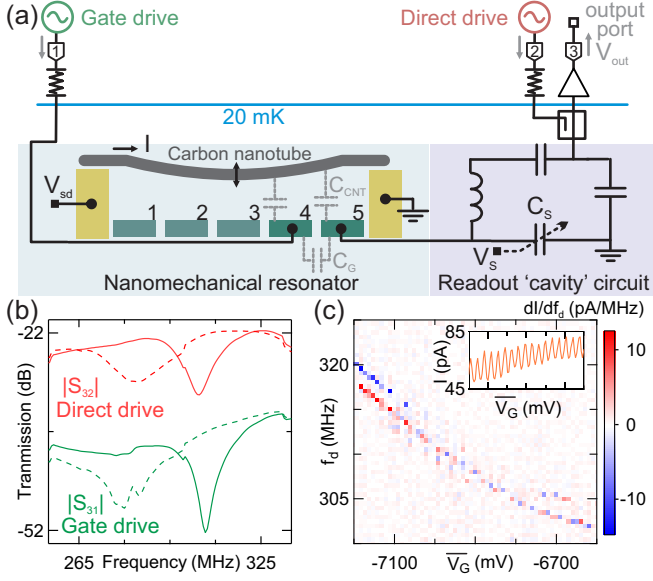 (a)
Gate drive
Direct drive
output
port
V_out
1
2
3
20 mK
I
Carbon nanotube
V_sd
C_CNT
1
2
3
4
5
C_G
C_S
V_S
Nanomechanical resonator
Readout ‘cavity’ circuit
(b)
-22
Tranmission (dB)
|S_32|
Direct drive
|S_31|
Gate drive
-52
265
Frequency (MHz)
325
(c)
dI/df_d (pA/MHz)
320
f_d (MHz)
305
85
I (pA)
45
V_G (mV)
10
0
-10
-7100
V_G (mV)
-6700